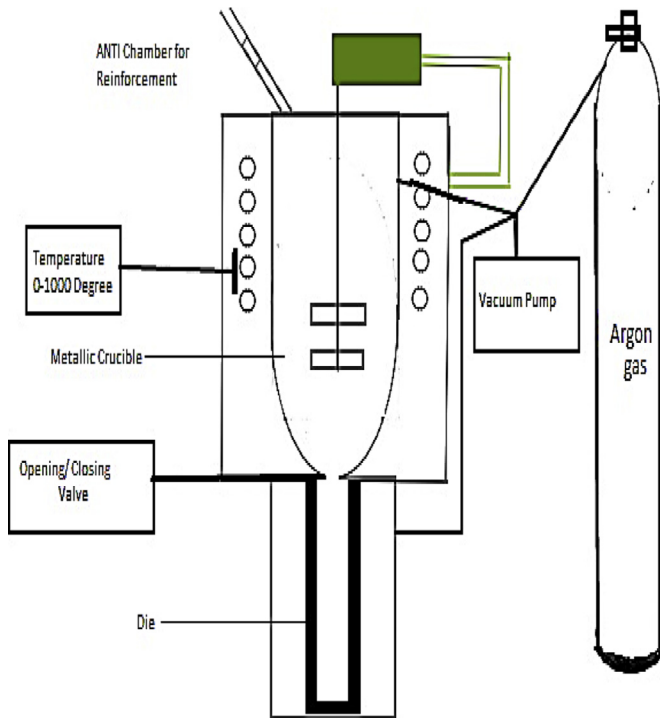 ANTI Chamber for
Reinforcement
Temperature
0-1000 Degree
Vacuum Pump
Argon
gas
Metallic Crucible
Opening/ Closing
Valve
Die